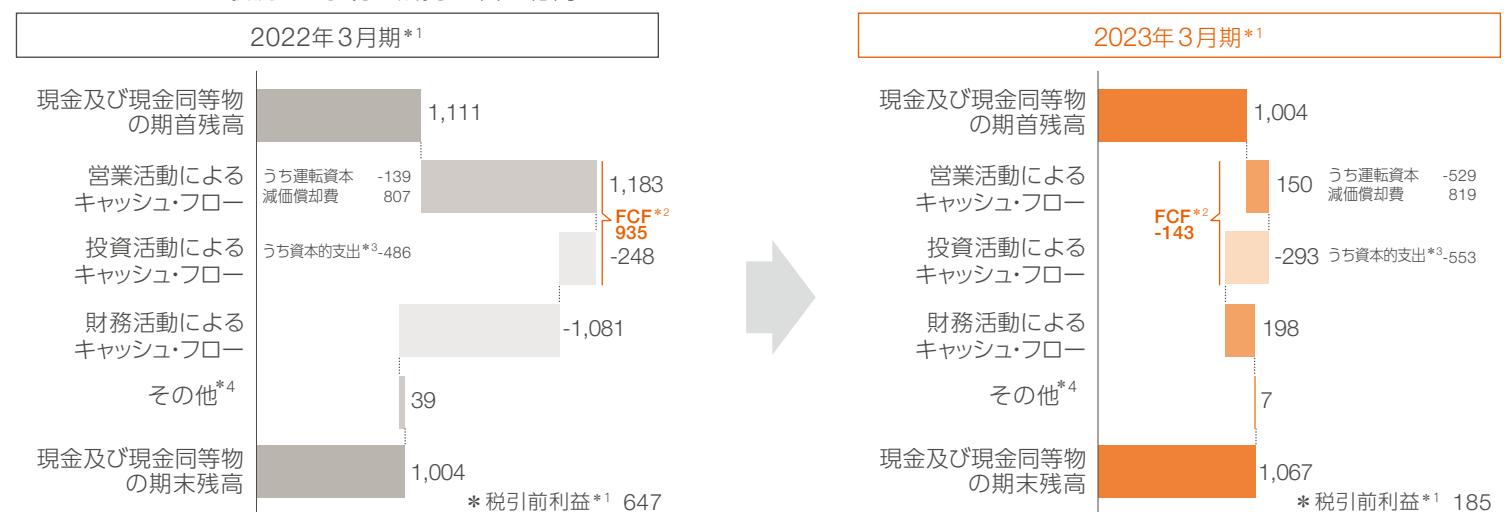 2022年3月期*1
現金及び現金同等物
の期首残高
1,111
営業活動による
キャッシュ・フロー
うち運転資本 -139
減価償却費 807
1,183
FCF*2
935
投資活動による
キャッシュ・フロー
うち資本的支出*3-486
-248
財務活動による
キャッシュ・フロー
-1,081
その他*4
39
現金及び現金同等物
の期末残高
1,004
*税引前利益*1 647
2023年3月期*1
現金及び現金同等物
の期首残高
1,004
営業活動による
キャッシュ・フロー
150
うち運転資本 -529
減価償却費 819
FCF*2
-143
投資活動による
キャッシュ・フロー
-293
うち資本的支出*3-553
財務活動による
キャッシュ・フロー
198
その他*4
7
現金及び現金同等物
の期末残高
1,067
*税引前利益*1 185